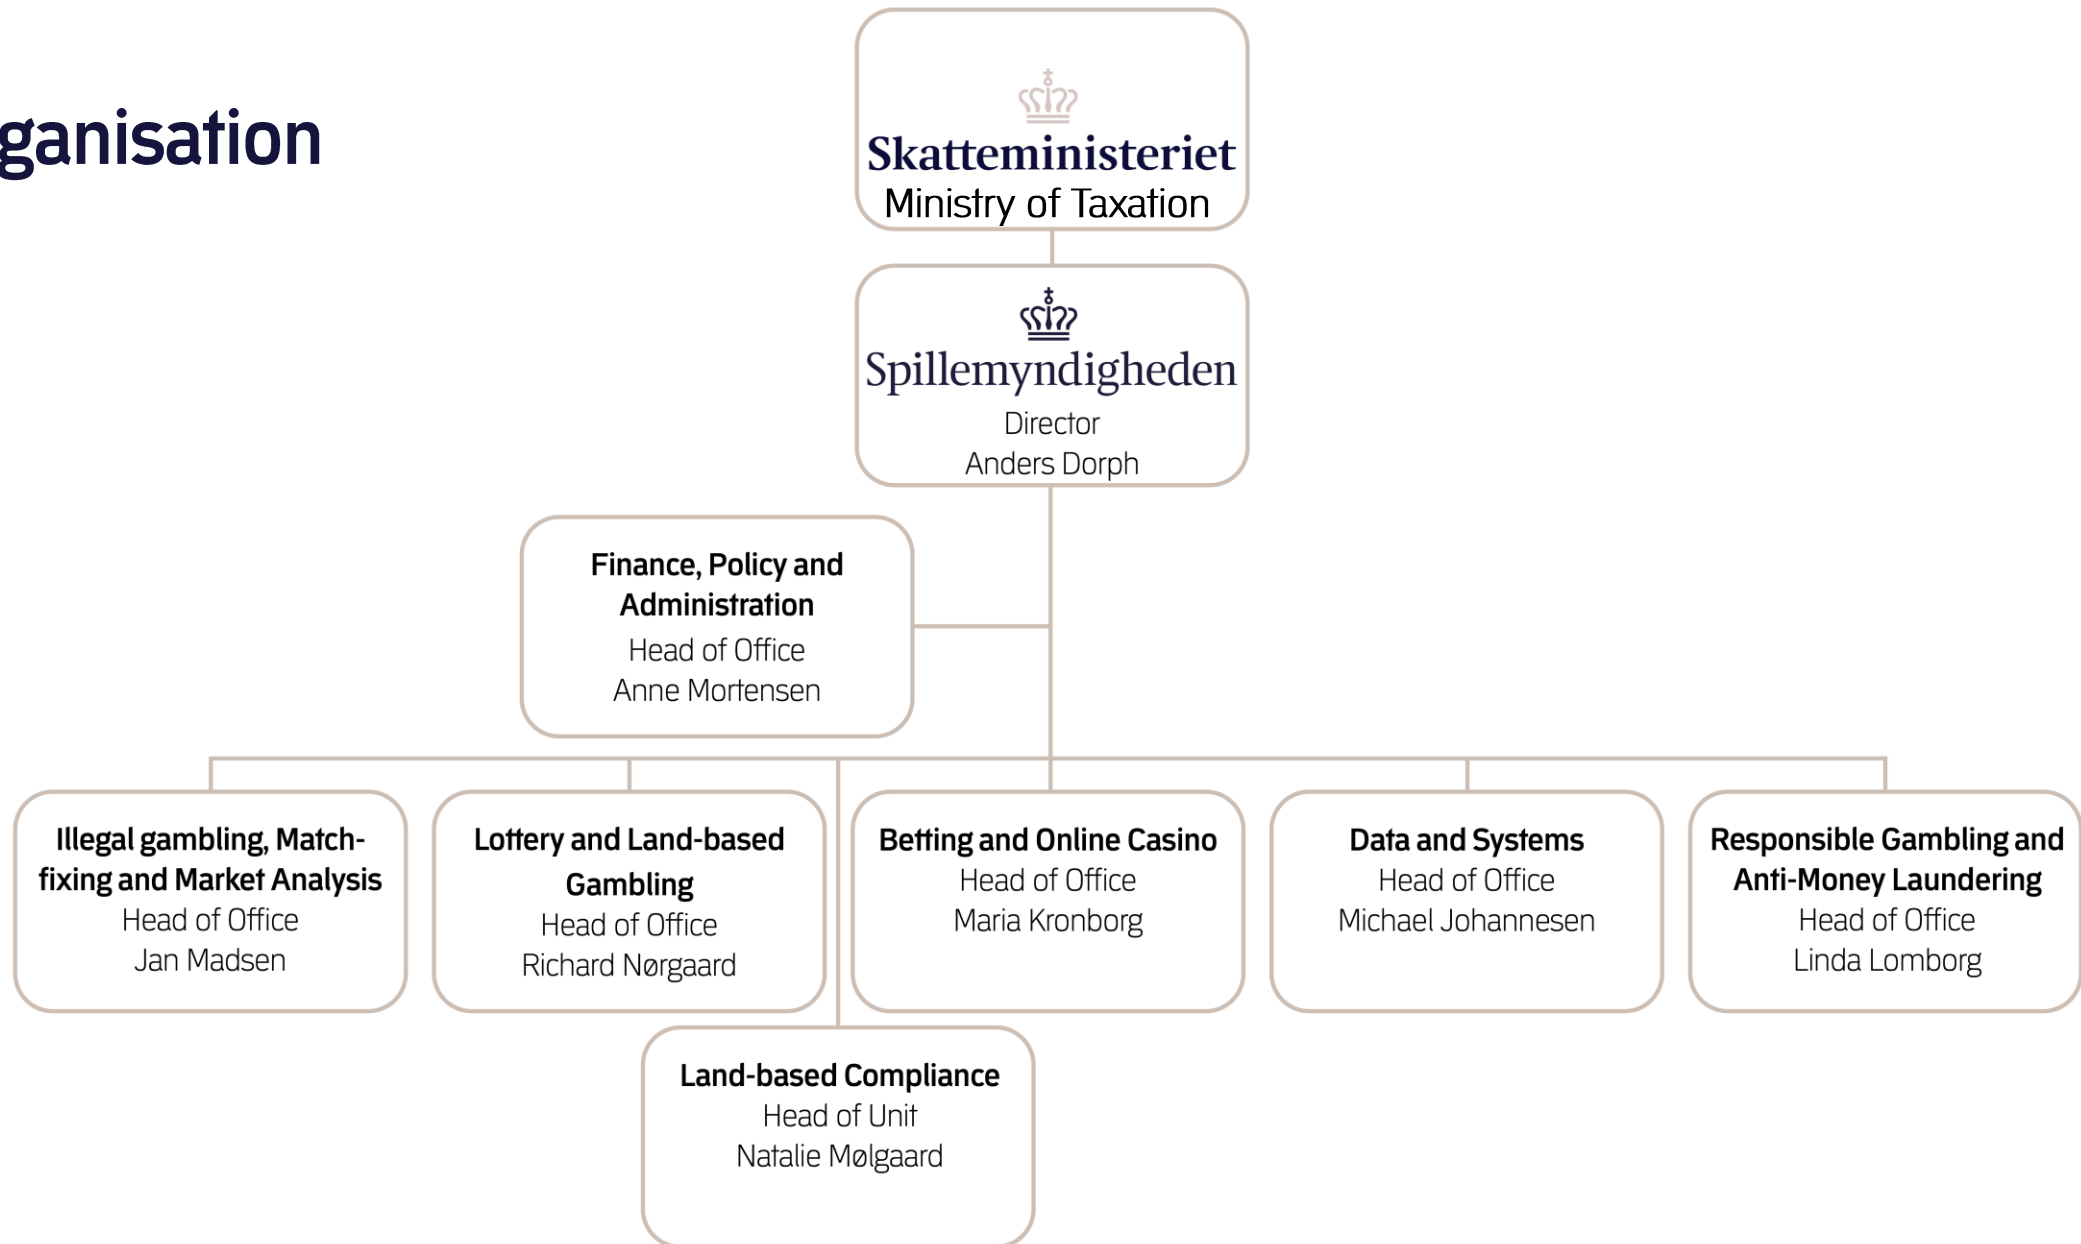 ganisation
Skatteministeriet
Ministry of Taxation
Spillemyndigheden
Director
Anders Dorph
Finance, Policy and
Administration
Head of Office
Anne Mortensen
Illegal gambling, Match-
fixing and Market Analysis
Head of Office
Jan Madsen
Lottery and Land-based
Gambling
Head of Office
Richard Nørgaard
Betting and Online Casino
Head of Office
Maria Kronborg
Data and Systems
Head of Office
Michael Johannesen
Responsible Gambling and
Anti-Money Laundering
Head of Office
Linda Lomborg
Land-based Compliance
Head of Unit
Natalie Mølgaard